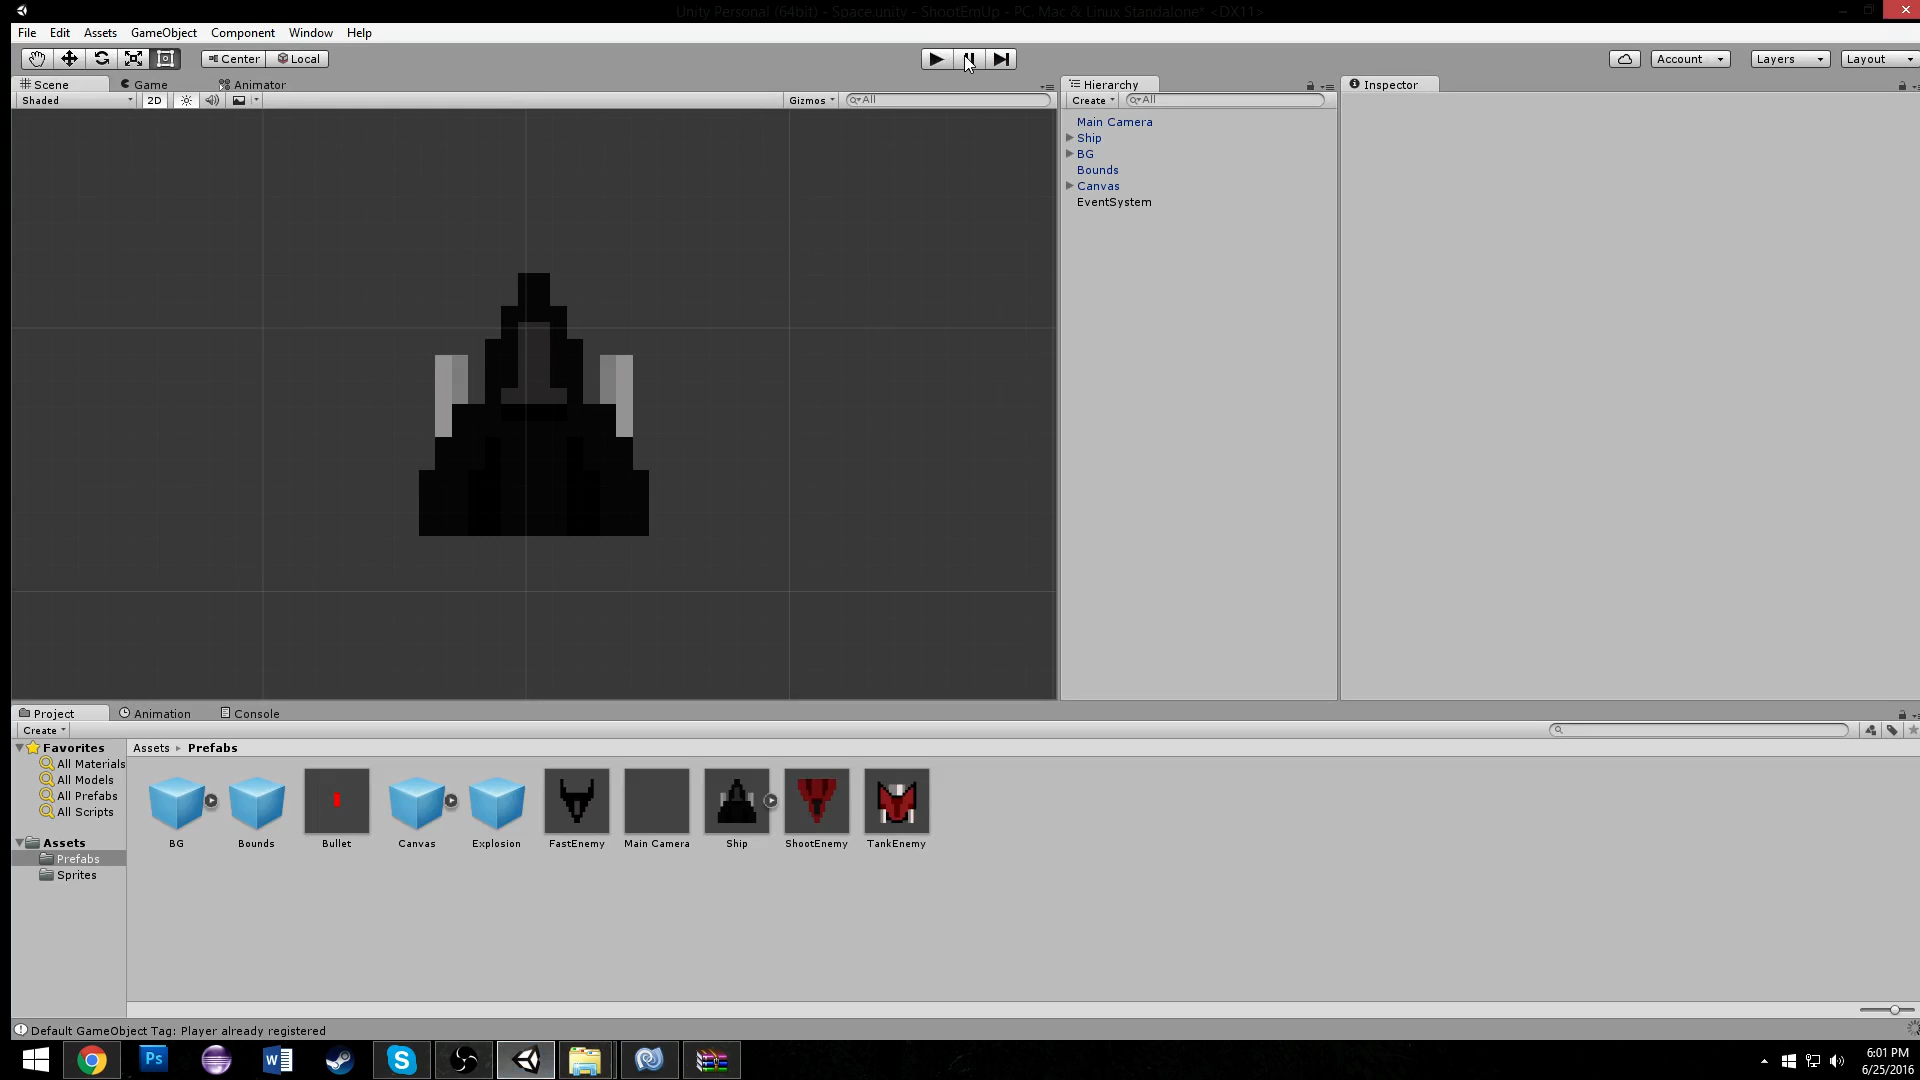 Unity Personal (64bit) - Space.unity - ShootEmUp - PC, Mac & Linux Standalone* <DX11>
File Edit Assets GameObject Component Window Help
Center Local Account Layers Layout
Scene Game Animator Hierarchy Inspector
Shaded 2D Gizmos All Create All
Main Camera
Ship
BG
Bounds
Canvas
EventSystem
Project Animation Console
Create
Favorites
All Materials
All Models
All Prefabs
All Scripts
Assets
Prefabs
Sprites
Assets Prefabs
BG Bounds Bullet Canvas Explosion FastEnemy Main Camera Ship ShootEnemy TankEnemy
Default GameObject Tag: Player already registered
Ps
6:01 PM
6/25/2016